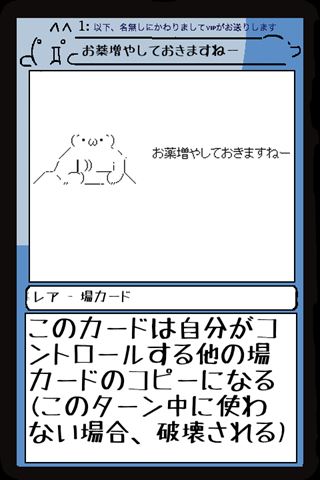 1: 以下、名無しにかわりましてVIPがお送りします
お薬増やしておきますねー
(´・ω・`)
お薬増やしておきますねー
レア - 場カード
このカードは自分がコ
ントロールする他の場
カードのコピーになる
(このターン中に使わ
ない場合、破壊される)